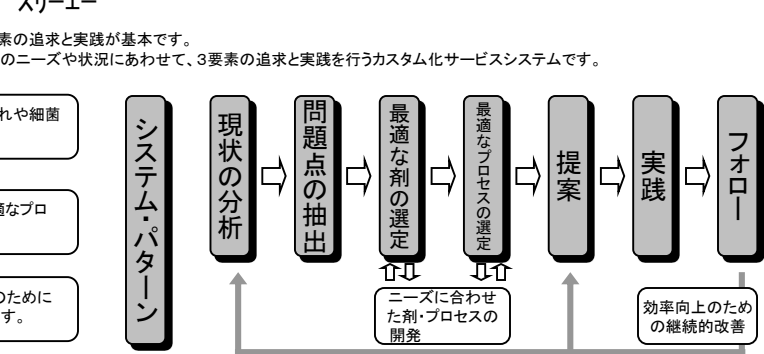 スリーエー
素の追求と実践が基本です。
のニーズや状況にあわせて、３要素の追求と実践を行うカスタム化サービスシステムです。
れや細菌
適なプロ
のために
す。
システム・パターン
現状の分析
問題点の抽出
最適な剤の選定
最適なプロセスの選定
提案
実践
フォロー
ニーズに合わせ
た剤・プロセスの
開発
効率向上のため
の継続的改善